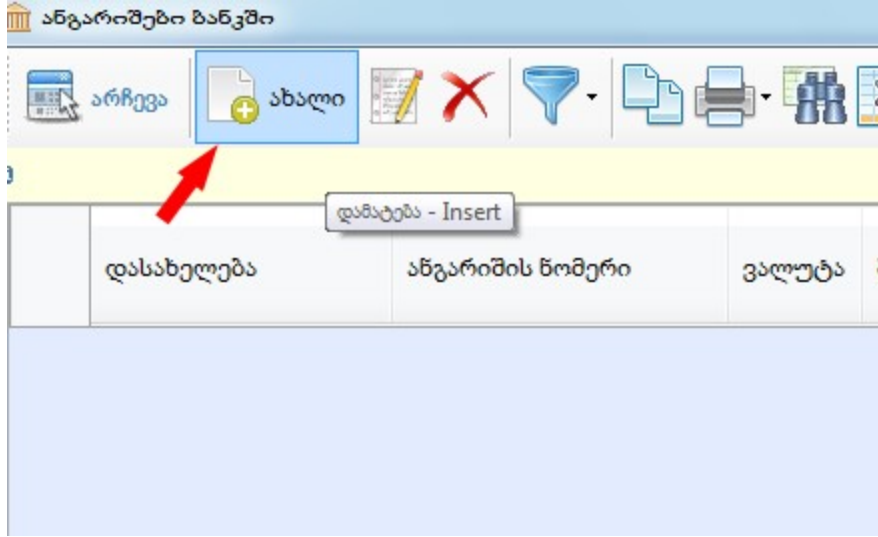 ანგარიშები ბანკში
არჩევა
ახალი
დამატება - Insert
დასახელება ანგარიშის ნომერი ვალუტა